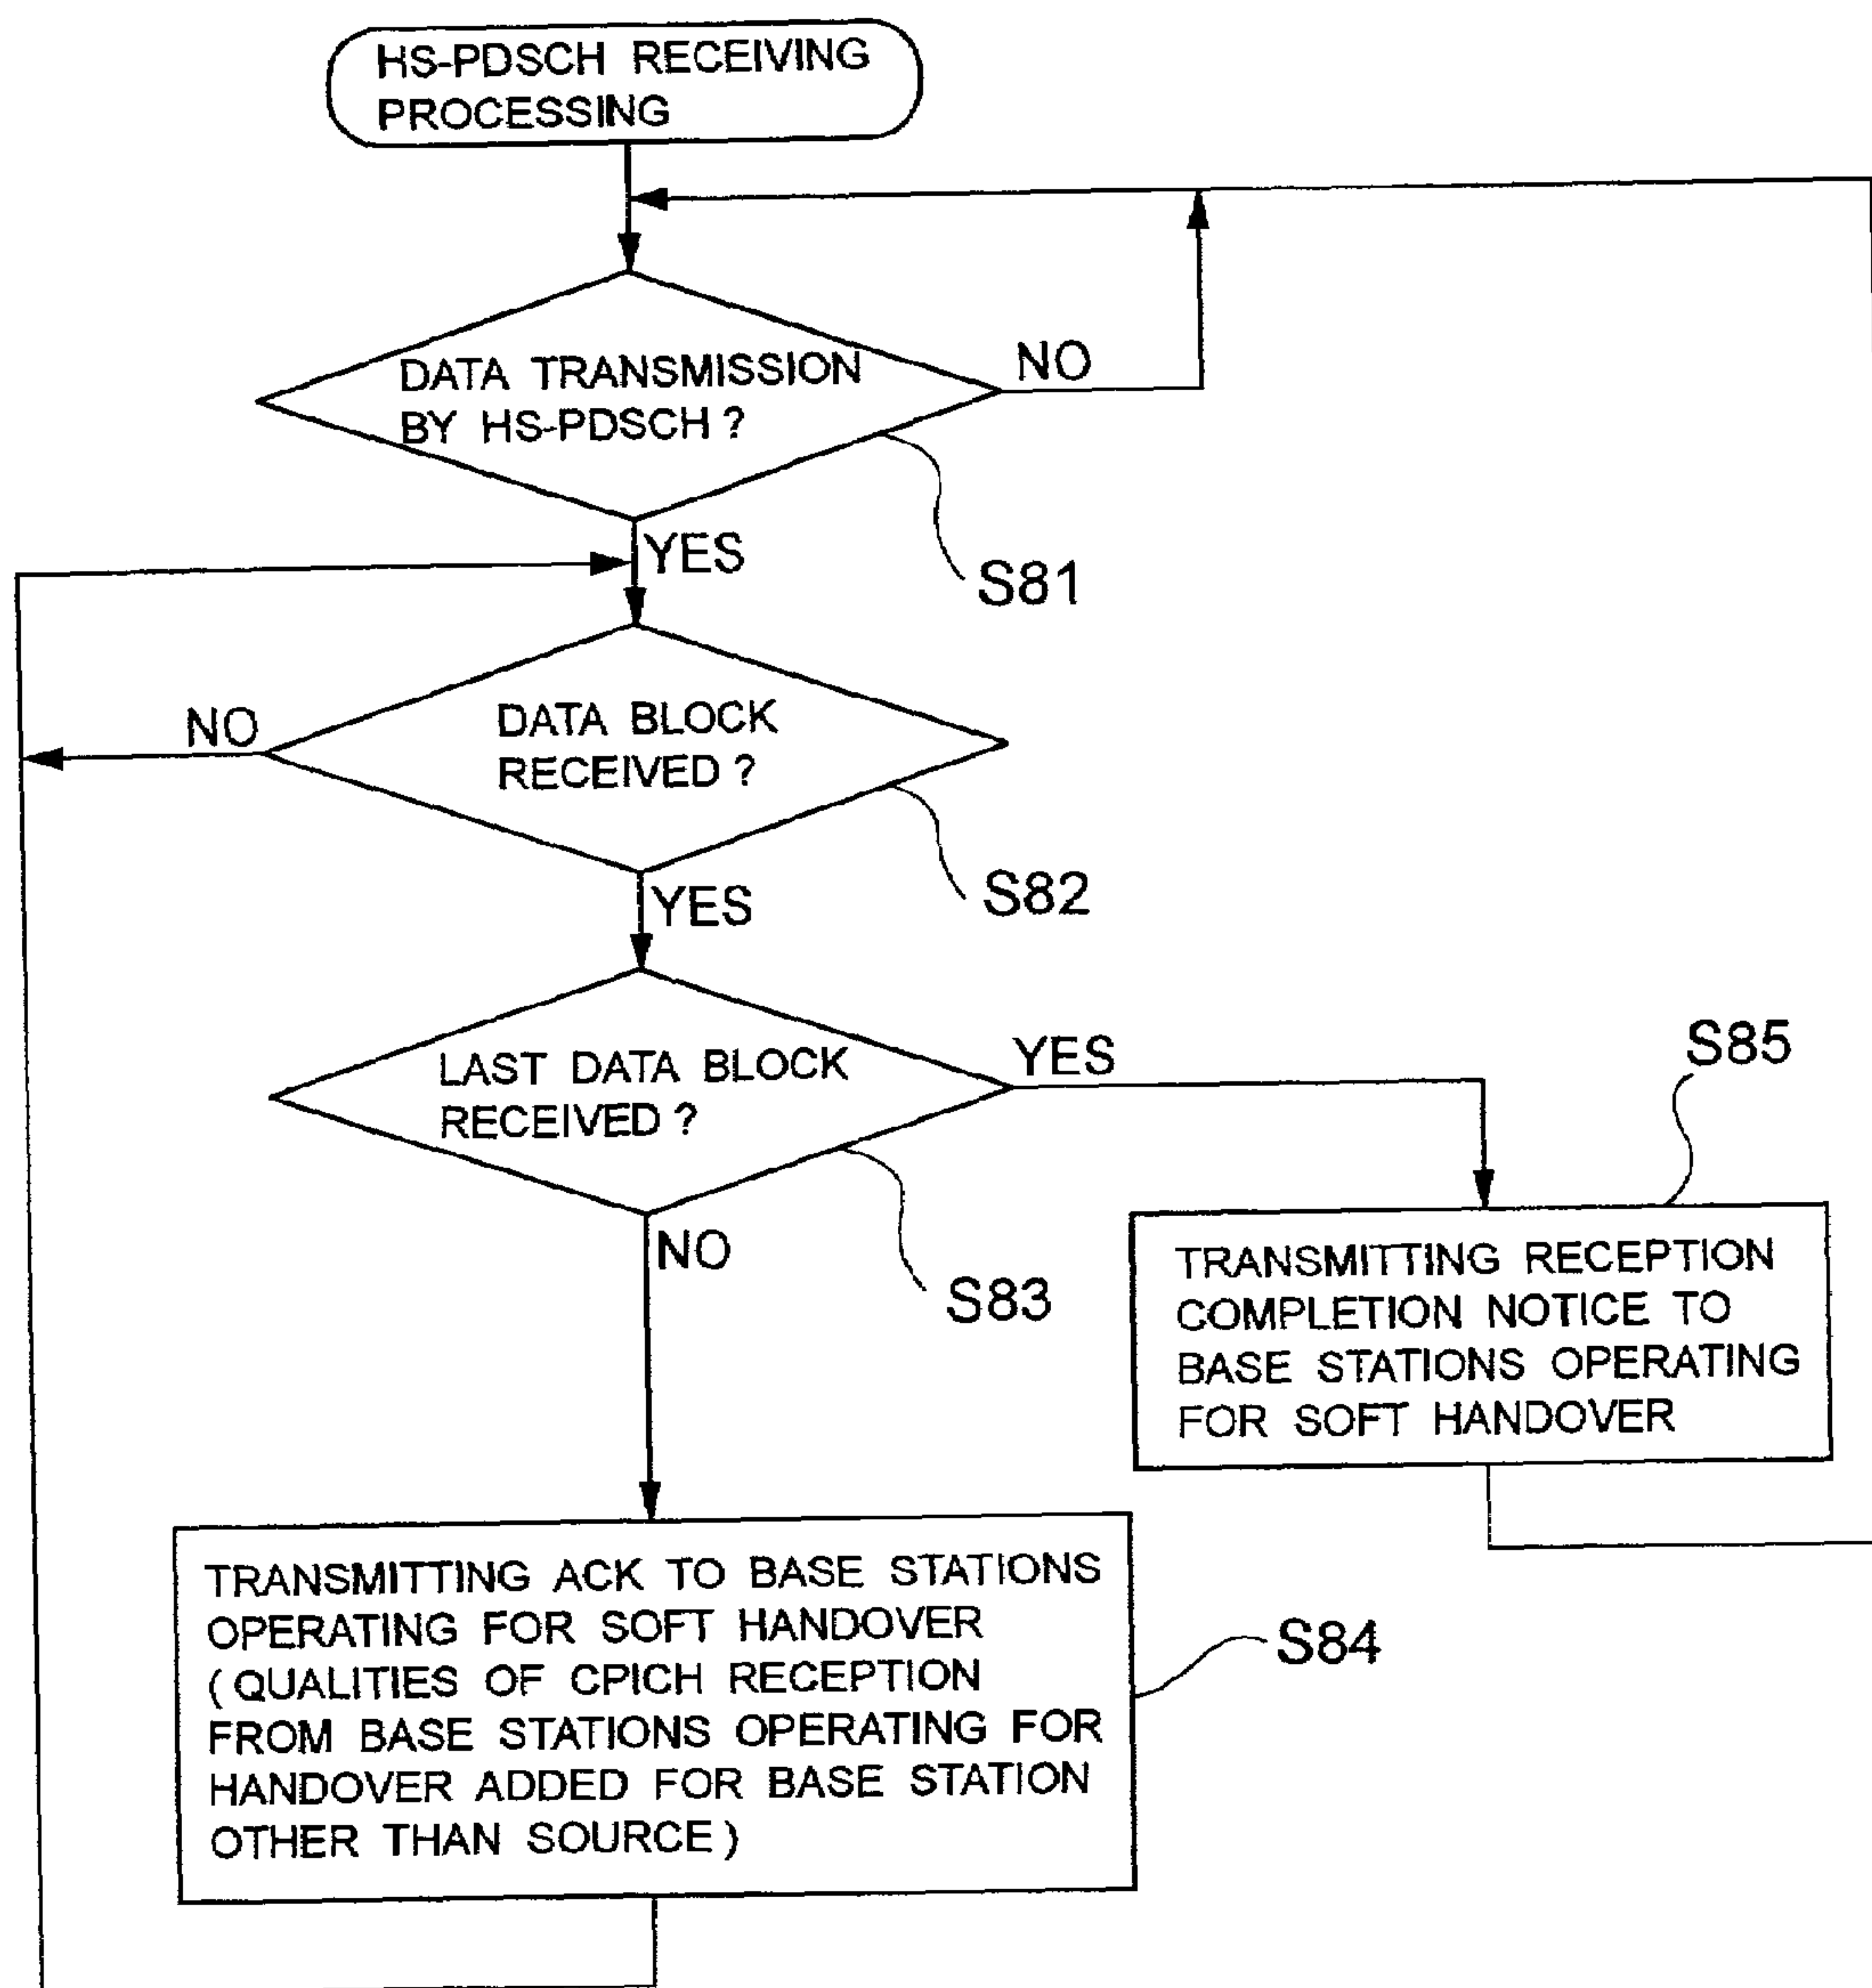 HS-PDSCH RECEIVING
PROCESSING
DATA TRANSMISSION
BY HS-PDSCH ?
NO
YES
S81
DATA BLOCK
RECEIVED ?
NO
YES
S82
LAST DATA BLOCK
RECEIVED ?
YES
NO
S83
S85
TRANSMITTING RECEPTION
COMPLETION NOTICE TO
BASE STATIONS OPERATING
FOR SOFT HANDOVER
TRANSMITTING ACK TO BASE STATIONS
OPERATING FOR SOFT HANDOVER
(QUALITIES OF CPICH RECEPTION
FROM BASE STATIONS OPERATING FOR
HANDOVER ADDED FOR BASE STATION
OTHER THAN SOURCE)
S84